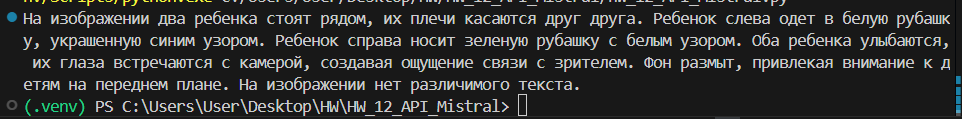 На изображении два ребенка стоят рядом, их плечи касаются друг друга. Ребенок слева одет в белую рубашк
у, украшенную синим узором. Ребенок справа носит зеленую рубашку с белым узором. Оба ребенка улыбаются,
их глаза встречаются с камерой, создавая ощущение связи с зрителем. Фон размыт, привлекая внимание к д
етям на переднем плане. На изображении нет различимого текста.
(.venv) PS C:\Users\User\Desktop\HW\HW_12_API_Mistral>